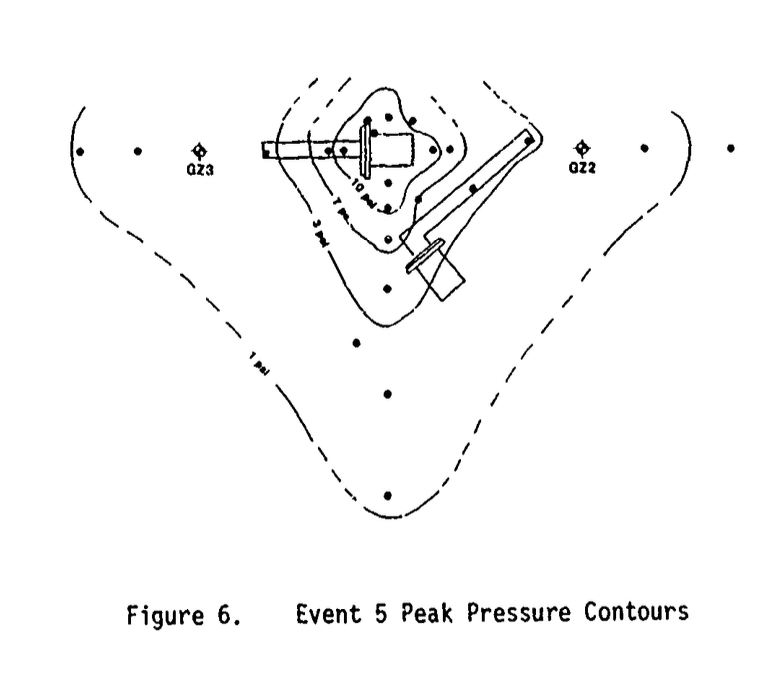 GZ3
GZ2
10 psi
7 psi
3 psi
1 psi
Figure 6. Event 5 Peak Pressure Contours